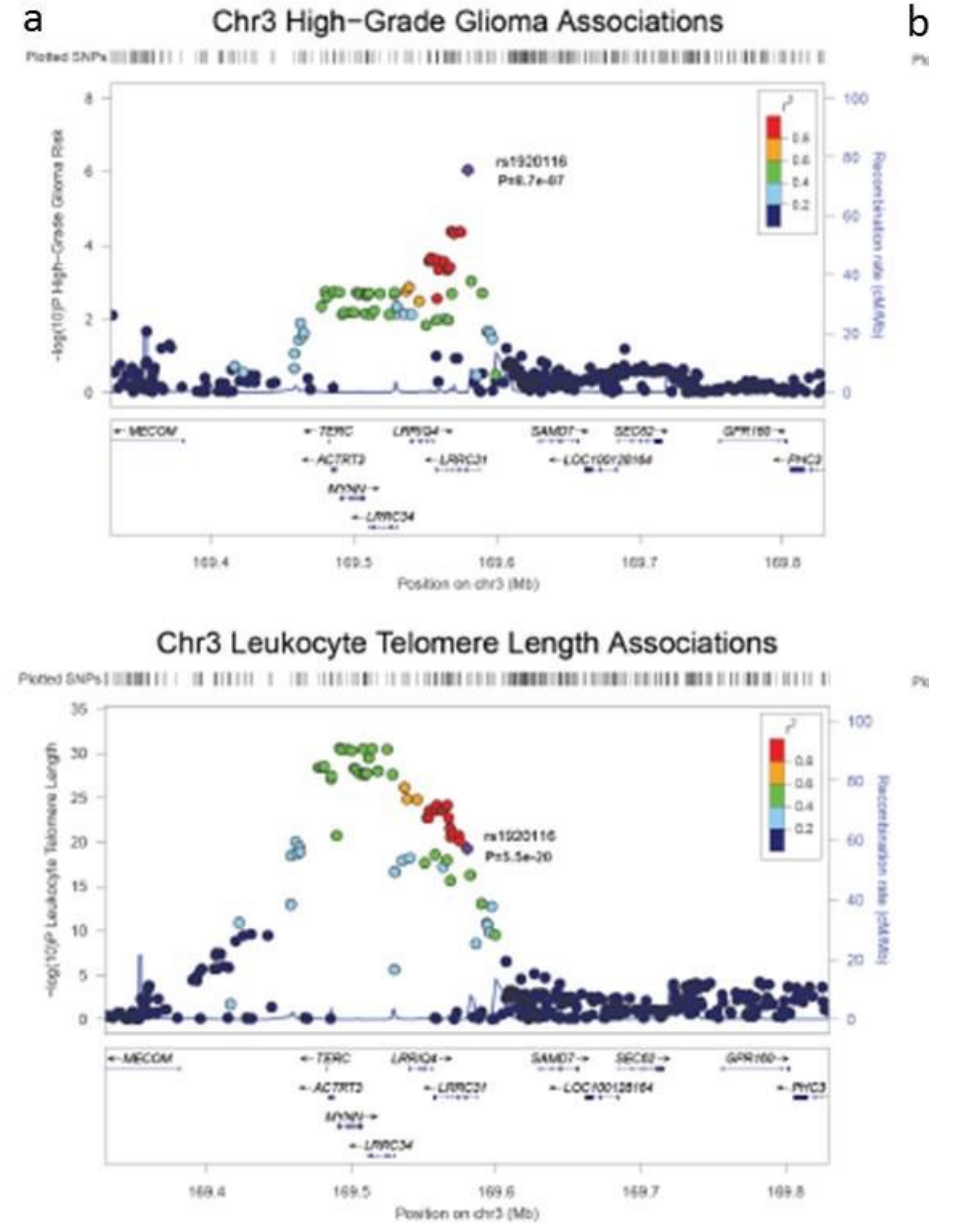 a
b
Chr3 High-Grade Glioma Associations
Plotted SNPs
-log(10)P High-Grade Glioma Risk
8
6
4
2
0
rs1920116
P=8.7e-07
r²
0.8
0.6
0.4
0.2
100
80
60
40
20
0
Recombination rate (cM/Mb)
←MECOM
←TERC
LRRIQ4→
SAMD7→
SEC62→
GPR160→
←ACTRT3
←LRRC31
←LOC100128164
←PHC3
MYNN→
←LRRC34
169.4
169.5
169.6
169.7
169.8
Position on chr3 (Mb)
Chr3 Leukocyte Telomere Length Associations
Plotted SNPs
-log(10)P Leukocyte Telomere Length
35
30
25
20
15
10
5
0
rs1920116
P=5.5e-20
r²
0.8
0.6
0.4
0.2
100
80
60
40
20
0
Recombination rate (cM/Mb)
←MECOM
←TERC
LRRIQ4→
SAMD7→
SEC62→
GPR160→
←ACTRT3
←LRRC31
←LOC100128164
←PHC3
MYNN→
←LRRC34
169.4
169.5
169.6
169.7
169.8
Position on chr3 (Mb)